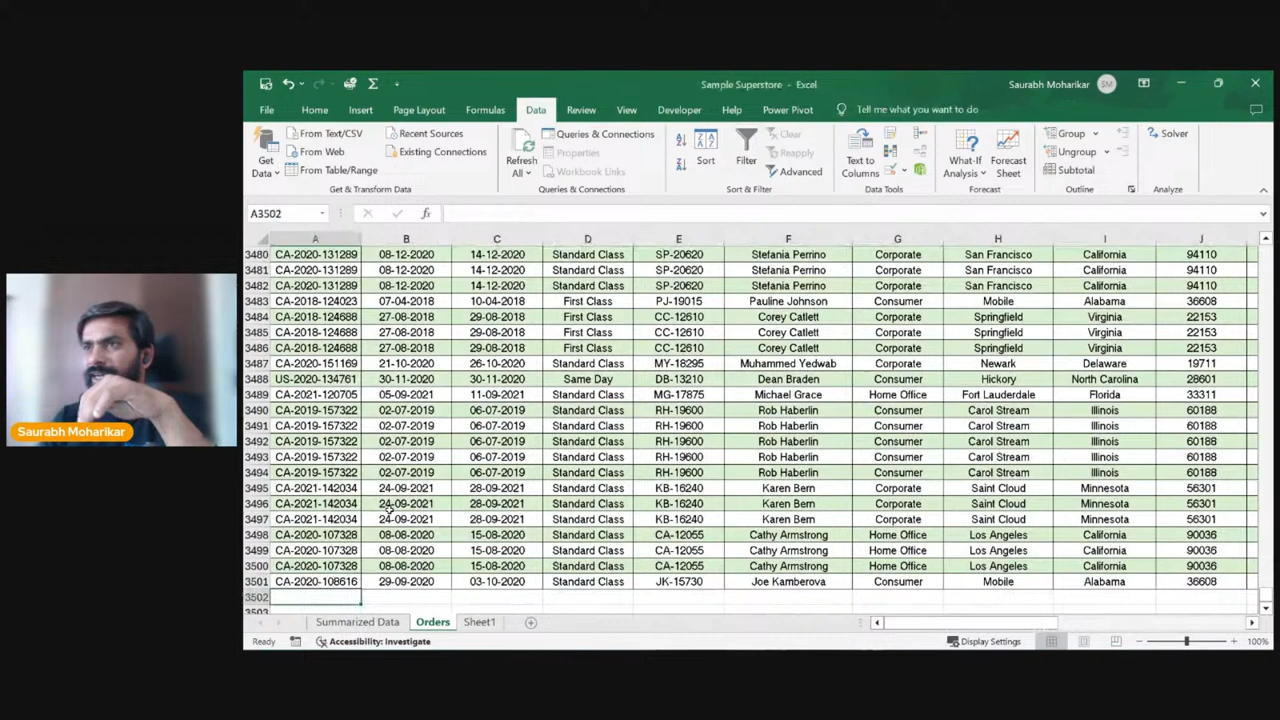 Sample Superstore - Excel
Saurabh Moharikar SM
File Home Insert Page Layout Formulas Data Review View Developer Help Power Pivot Tell me what you want to do
Get Data
From Text/CSV
From Web
From Table/Range
Recent Sources
Existing Connections
Get & Transform Data
Refresh All
Queries & Connections
Properties
Workbook Links
Queries & Connections
Sort
Filter
Clear
Reapply
Advanced
Sort & Filter
Text to Columns
Data Tools
What-If Analysis
Forecast Sheet
Forecast
Group
Ungroup
Subtotal
Outline
Solver
Analyze
A3502 fx
A B C D E F G H I J
3480 CA-2020-131289 08-12-2020 14-12-2020 Standard Class SP-20620 Stefania Perrino Corporate San Francisco California 94110
3481 CA-2020-131289 08-12-2020 14-12-2020 Standard Class SP-20620 Stefania Perrino Corporate San Francisco California 94110
3482 CA-2020-131289 08-12-2020 14-12-2020 Standard Class SP-20620 Stefania Perrino Corporate San Francisco California 94110
3483 CA-2018-124023 07-04-2018 10-04-2018 First Class PJ-19015 Pauline Johnson Consumer Mobile Alabama 36608
3484 CA-2018-124688 27-08-2018 29-08-2018 First Class CC-12610 Corey Catlett Corporate Springfield Virginia 22153
3485 CA-2018-124688 27-08-2018 29-08-2018 First Class CC-12610 Corey Catlett Corporate Springfield Virginia 22153
3486 CA-2018-124688 27-08-2018 29-08-2018 First Class CC-12610 Corey Catlett Corporate Springfield Virginia 22153
3487 CA-2020-151169 21-10-2020 26-10-2020 Standard Class MY-18295 Muhammed Yedwab Corporate Newark Delaware 19711
3488 US-2020-134761 30-11-2020 30-11-2020 Same Day DB-13210 Dean Braden Consumer Hickory North Carolina 28601
3489 CA-2021-120705 05-09-2021 11-09-2021 Standard Class MG-17875 Michael Grace Home Office Fort Lauderdale Florida 33311
3490 CA-2019-157322 02-07-2019 06-07-2019 Standard Class RH-19600 Rob Haberlin Consumer Carol Stream Illinois 60188
3491 CA-2019-157322 02-07-2019 06-07-2019 Standard Class RH-19600 Rob Haberlin Consumer Carol Stream Illinois 60188
3492 CA-2019-157322 02-07-2019 06-07-2019 Standard Class RH-19600 Rob Haberlin Consumer Carol Stream Illinois 60188
3493 CA-2019-157322 02-07-2019 06-07-2019 Standard Class RH-19600 Rob Haberlin Consumer Carol Stream Illinois 60188
3494 CA-2019-157322 02-07-2019 06-07-2019 Standard Class RH-19600 Rob Haberlin Consumer Carol Stream Illinois 60188
3495 CA-2021-142034 24-09-2021 28-09-2021 Standard Class KB-16240 Karen Bern Corporate Saint Cloud Minnesota 56301
3496 CA-2021-142034 24-09-2021 28-09-2021 Standard Class KB-16240 Karen Bern Corporate Saint Cloud Minnesota 56301
3497 CA-2021-142034 24-09-2021 28-09-2021 Standard Class KB-16240 Karen Bern Corporate Saint Cloud Minnesota 56301
3498 CA-2020-107328 08-08-2020 15-08-2020 Standard Class CA-12055 Cathy Armstrong Home Office Los Angeles California 90036
3499 CA-2020-107328 08-08-2020 15-08-2020 Standard Class CA-12055 Cathy Armstrong Home Office Los Angeles California 90036
3500 CA-2020-107328 08-08-2020 15-08-2020 Standard Class CA-12055 Cathy Armstrong Home Office Los Angeles California 90036
3501 CA-2020-108616 29-09-2020 03-10-2020 Standard Class JK-15730 Joe Kamberova Consumer Mobile Alabama 36608
3502
3503
Summarized Data Orders Sheet1
Ready Accessibility: Investigate Display Settings 100%
Saurabh Moharikar